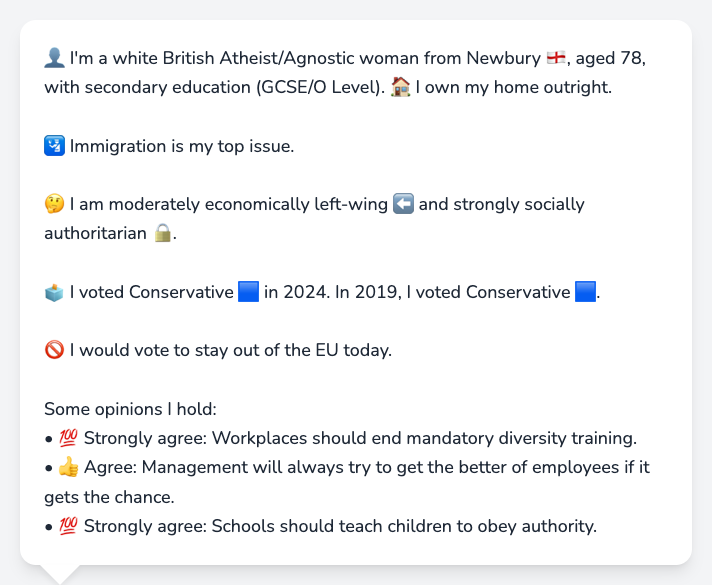 👤 I'm a white British Atheist/Agnostic woman from Newbury 🏴󠁧󠁢󠁥󠁮󠁧󠁿, aged 78,
with secondary education (GCSE/O Level). 🏠 I own my home outright.
🛂 Immigration is my top issue.
🤔 I am moderately economically left-wing ⬅️ and strongly socially
authoritarian 🔒.
🗳️ I voted Conservative 🟦 in 2024. In 2019, I voted Conservative 🟦.
🚫 I would vote to stay out of the EU today.
Some opinions I hold:
• 💯 Strongly agree: Workplaces should end mandatory diversity training.
• 👍 Agree: Management will always try to get the better of employees if it
gets the chance.
• 💯 Strongly agree: Schools should teach children to obey authority.